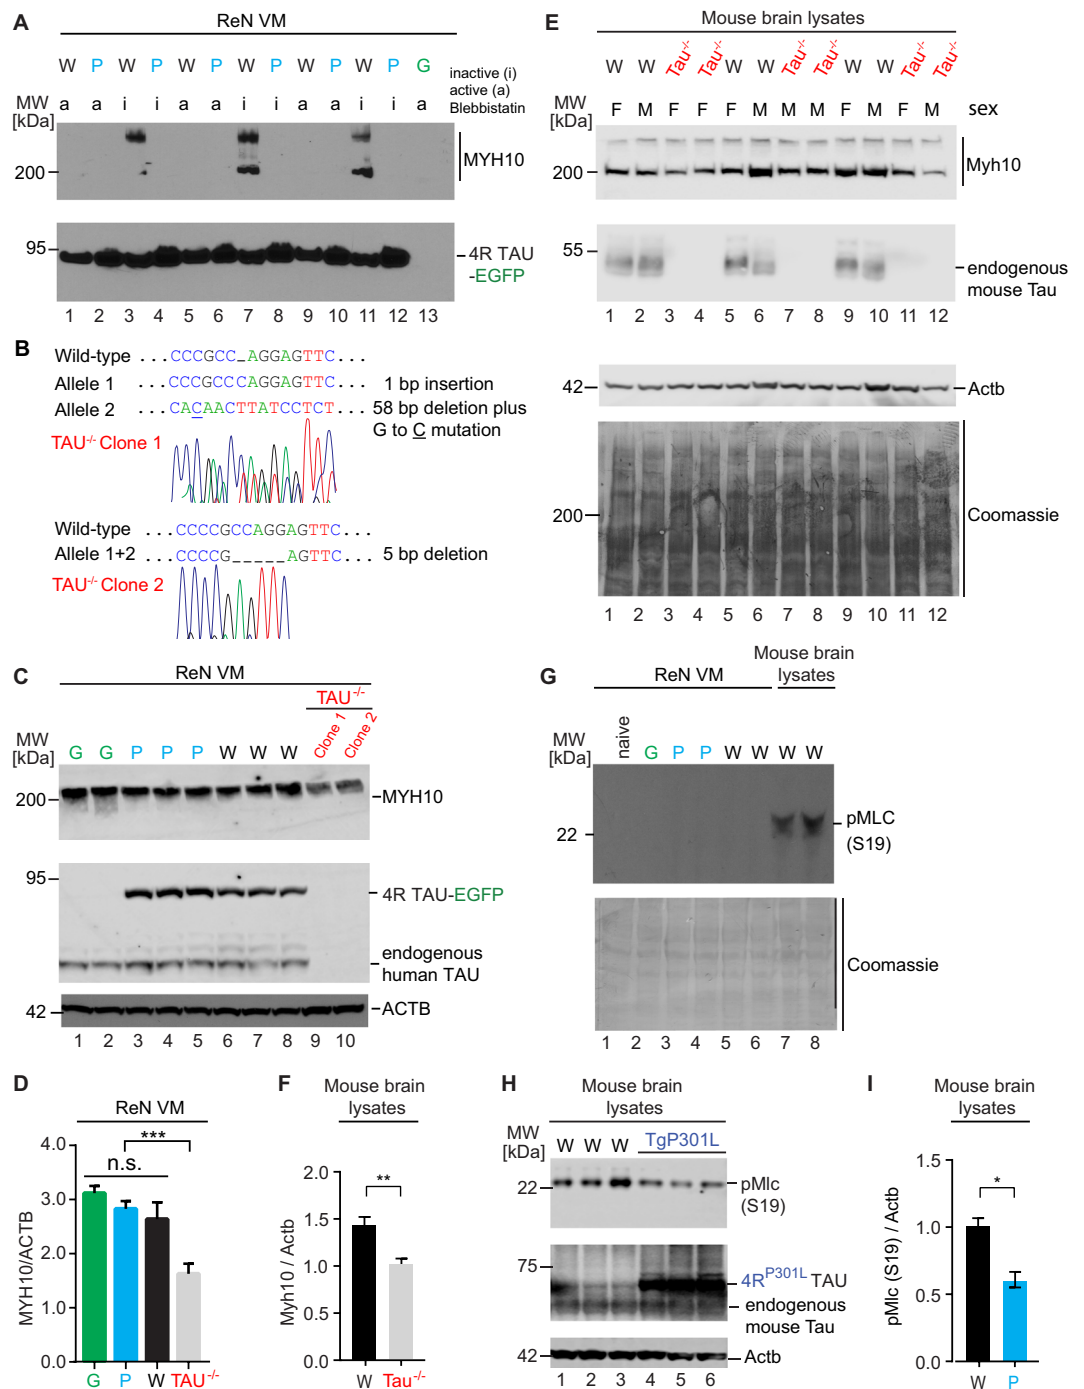 A
ReN VM
W P W P W P W P W P W P G
inactive (i)
active (a)
Blebbistatin
a a i i a a i i a a i i a
MW
[kDa]
200
MYH10
95
4R TAU
-EGFP
1 2 3 4 5 6 7 8 9 10 11 12 13
B
Wild-type ...CCCGCC_AGGAGTTC...
Allele 1 ...CCCGCCCAGGAGTTC... 1 bp insertion
Allele 2 ...CACAACTTATCCTCT... 58 bp deletion plus
G to C mutation
TAU-/- Clone 1
Wild-type ...CCCCGCCAGGAGTTC...
Allele 1+2 ...CCCCG_____AGTTC... 5 bp deletion
TAU-/- Clone 2
C
ReN VM
TAU-/-
MW
[kDa]
G G P P P W W W Clone 1 Clone 2
200
MYH10
95
4R TAU-EGFP
endogenous
human TAU
42
ACTB
1 2 3 4 5 6 7 8 9 10
D
ReN VM
***
n.s.
MYH10/ACTB
4.0
3.0
2.0
1.0
0.0
G P W TAU-/-
E
Mouse brain lysates
W W Tau-/- Tau-/- W W Tau-/- Tau-/- W W Tau-/- Tau-/-
MW
[kDa]
F M F F F M M M F F F M sex
200
Myh10
55
endogenous
mouse Tau
1 2 3 4 5 6 7 8 9 10 11 12
42
Actb
200
Coomassie
1 2 3 4 5 6 7 8 9 10 11 12
F
Mouse brain
lysates
**
Myh10 / Actb
2.0
1.5
1.0
0.5
0.0
W Tau-/-
G
ReN VM
Mouse brain
lysates
MW
[kDa]
naive G P P W W W W
22
pMLC
(S19)
Coomassie
1 2 3 4 5 6 7 8
H
Mouse brain
lysates
MW
[kDa]
W W W TgP301L
22
pMlc
(S19)
75
4RP301L TAU
endogenous
mouse Tau
42
Actb
1 2 3 4 5 6
I
Mouse brain
lysates
*
pMlc (S19) / Actb
1.5
1.0
0.5
0.0
W P